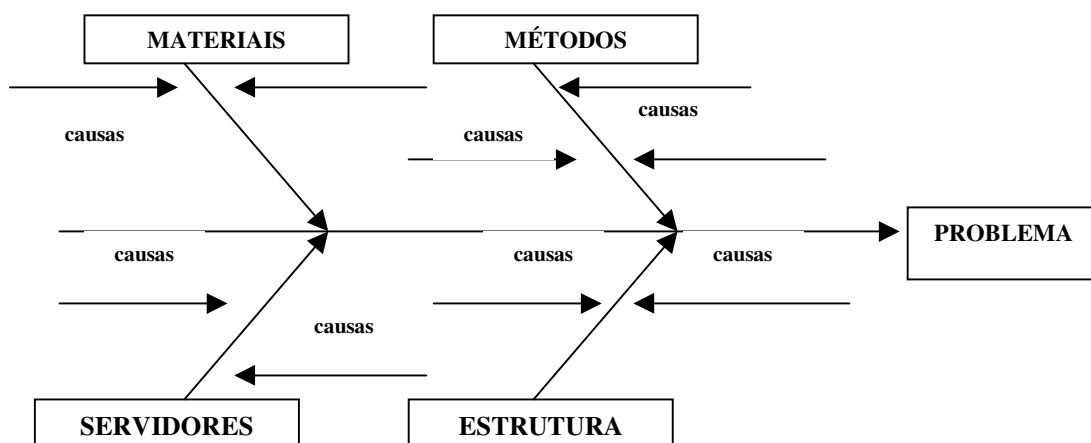 MATERIAIS
MÉTODOS
causas
causas
causas
PROBLEMA
causas
causas
causas
causas
SERVIDORES
ESTRUTURA